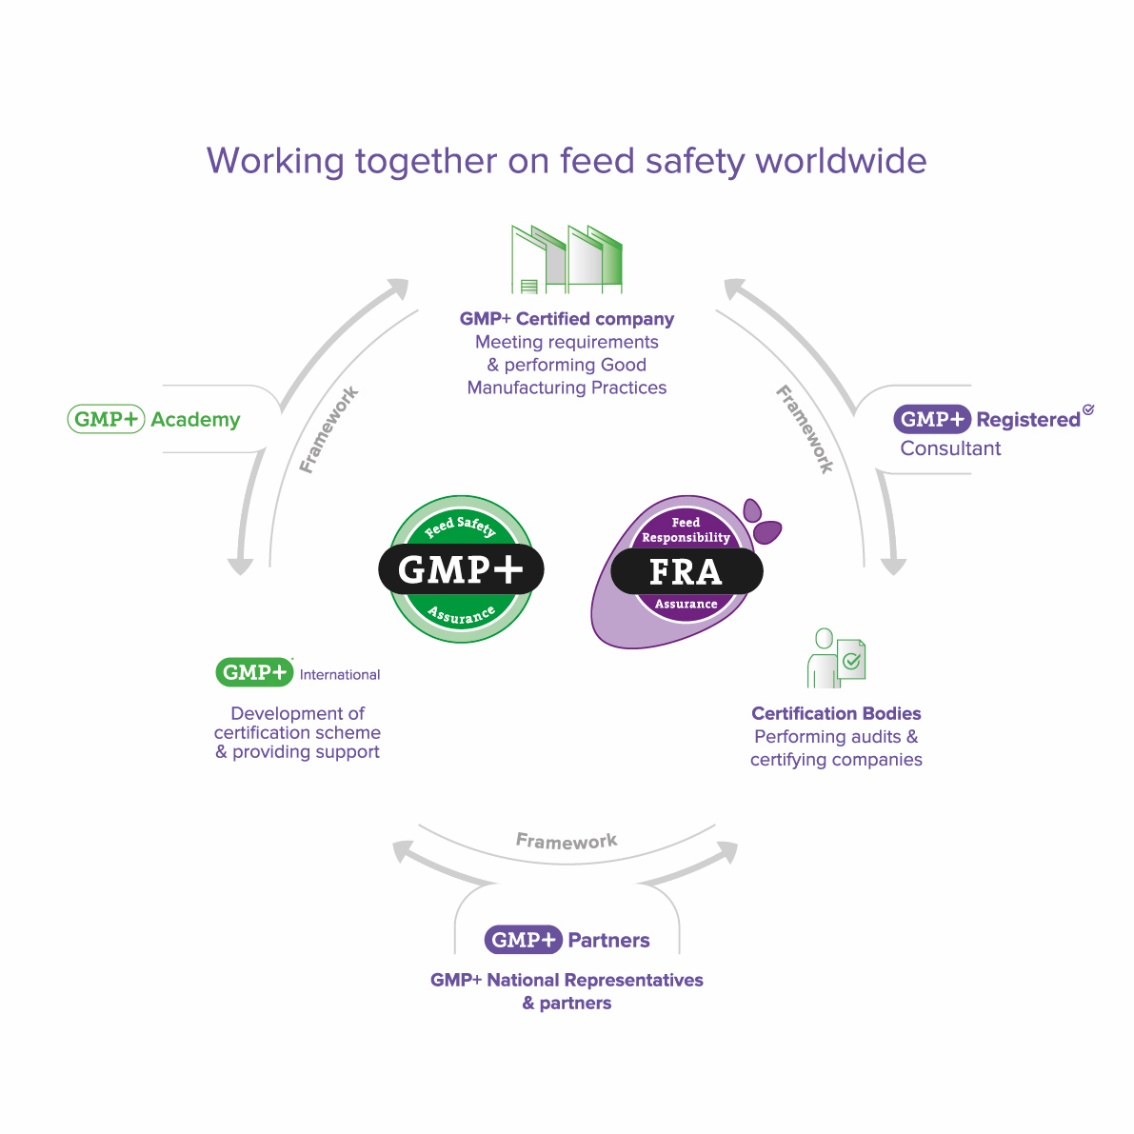 Working together on feed safety worldwide
GMP+ Certified company
Meeting requirements
& performing Good
Manufacturing Practices
Framework
Framework
GMP+ Academy
GMP+ Registered
Consultant
Feed Safety
GMP+
Assurance
Feed
Responsibility
FRA
Assurance
GMP+ International
Development of
certification scheme
& providing support
Certification Bodies
Performing audits &
certifying companies
Framework
GMP+ Partners
GMP+ National Representatives
& partners